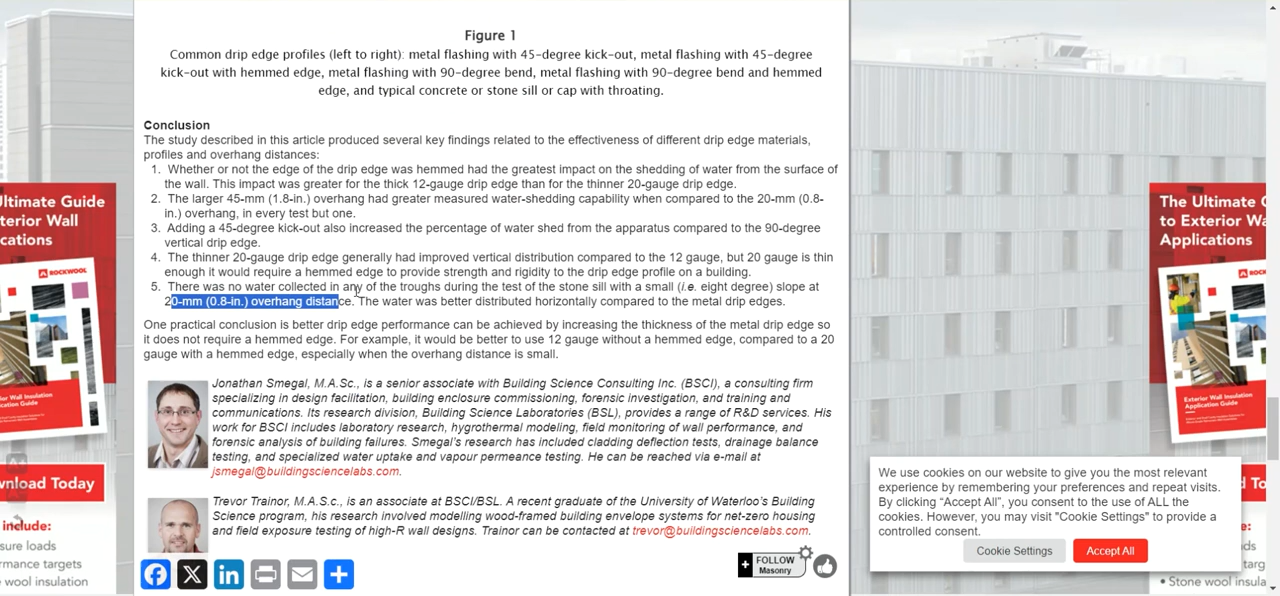 Figure 1
Common drip edge profiles (left to right): metal flashing with 45-degree kick-out, metal flashing with 45-degree
kick-out with hemmed edge, metal flashing with 90-degree bend, metal flashing with 90-degree bend and hemmed
edge, and typical concrete or stone sill or cap with throating.
Conclusion
The study described in this article produced several key findings related to the effectiveness of different drip edge materials,
profiles and overhang distances:
1. Whether or not the edge of the drip edge was hemmed had the greatest impact on the shedding of water from the surface of
the wall. This impact was greater for the thick 12-gauge drip edge than for the thinner 20-gauge drip edge.
2. The larger 45-mm (1.8-in.) overhang had greater measured water-shedding capability when compared to the 20-mm (0.8-
in.) overhang, in every test but one.
3. Adding a 45-degree kick-out also increased the percentage of water shed from the apparatus compared to the 90-degree
vertical drip edge.
4. The thinner 20-gauge drip edge generally had improved vertical distribution compared to the 12 gauge, but 20 gauge is thin
enough it would require a hemmed edge to provide strength and rigidity to the drip edge profile on a building.
5. There was no water collected in any of the troughs during the test of the stone sill with a small (i.e. eight degree) slope at
20-mm (0.8-in.) overhang distance. The water was better distributed horizontally compared to the metal drip edges.
One practical conclusion is better drip edge performance can be achieved by increasing the thickness of the metal drip edge so
it does not require a hemmed edge. For example, it would be better to use 12 gauge without a hemmed edge, compared to a 20
gauge with a hemmed edge, especially when the overhang distance is small.
Jonathan Smegal, M.A.Sc., is a senior associate with Building Science Consulting Inc. (BSCI), a consulting firm
specializing in design facilitation, building enclosure commissioning, forensic investigation, and training and
communications. Its research division, Building Science Laboratories (BSL), provides a range of R&D services. His
work for BSCI includes laboratory research, hygrothermal modeling, field monitoring of wall performance, and
forensic analysis of building failures. Smegal's research has included cladding deflection tests, drainage balance
testing, and specialized water uptake and vapour permeance testing. He can be reached via e-mail at
jsmegal@buildingsciencelabs.com.
Trevor Trainor, M.A.S.c., is an associate at BSCI/BSL. A recent graduate of the University of Waterloo's Building
Science program, his research involved modelling wood-framed building envelope systems for net-zero housing
and field exposure testing of high-R wall designs. Trainor can be contacted at trevor@buildingsciencelabs.com.
FOLLOW
Masonry
Ultimate Guide
terior Wall
cations
ROCKWOOL
r Building
Insulation
ation Guide
wnload Today
include:
sure loads
ormance targets
e wool insulation
The Ultimate G
to Exterior Wa
Applications
ROCKWOOL
Exterior Wall Insulation
Application Guide
We use cookies on our website to give you the most relevant
experience by remembering your preferences and repeat visits.
By clicking “Accept All”, you consent to the use of ALL the
cookies. However, you may visit "Cookie Settings" to provide a
controlled consent.
Cookie Settings
Accept All
d To
e:
ads
targ
• Stone wool insula